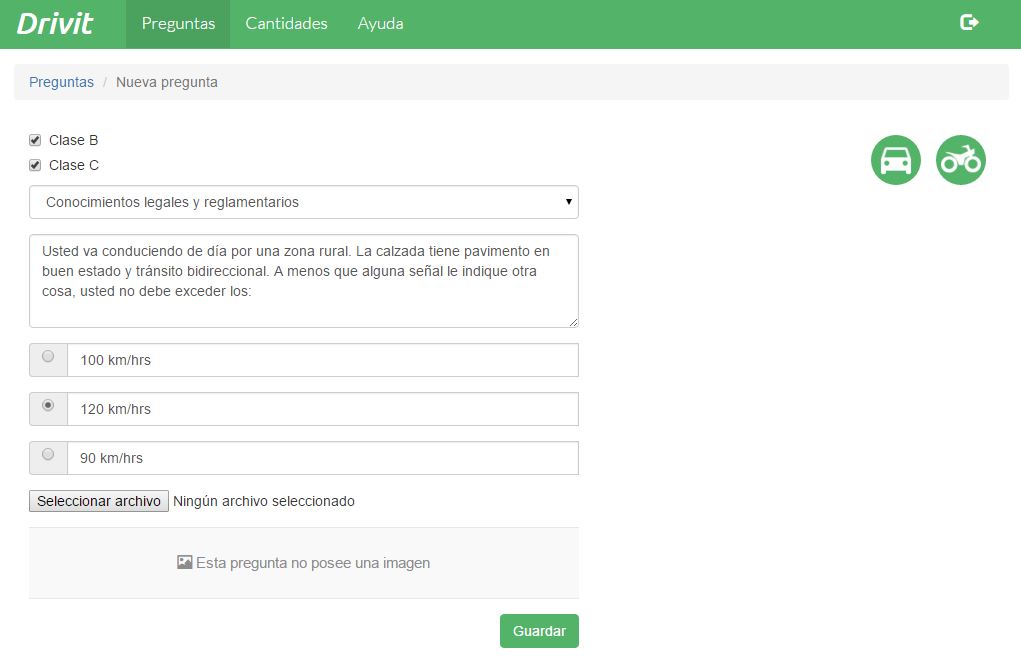 Drivit Preguntas Cantidades Ayuda
Preguntas / Nueva pregunta
Clase B
Clase C
Conocimientos legales y reglamentarios
Usted va conduciendo de día por una zona rural. La calzada tiene pavimento en
buen estado y tránsito bidireccional. A menos que alguna señal le indique otra
cosa, usted no debe exceder los:
100 km/hrs
120 km/hrs
90 km/hrs
Seleccionar archivo Ningún archivo seleccionado
Esta pregunta no posee una imagen
Guardar